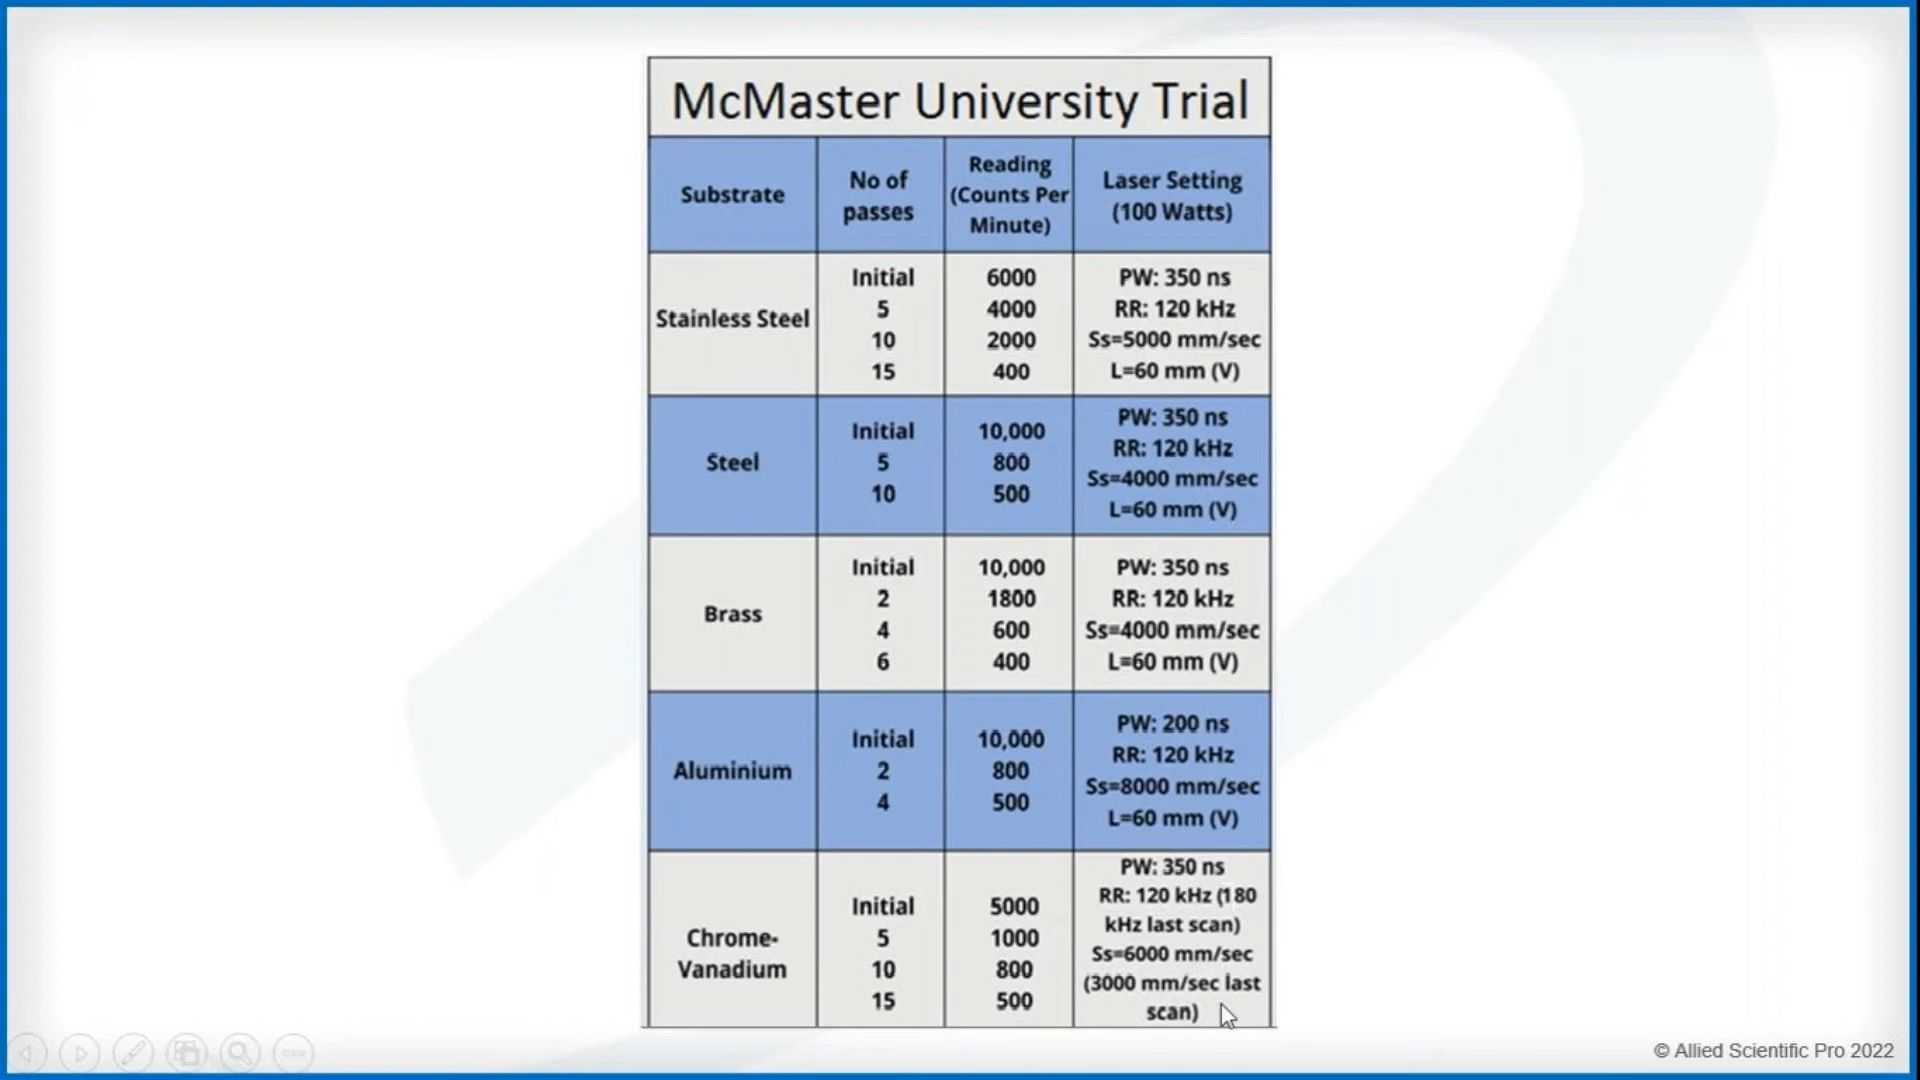 McMaster University Trial
Substrate
No of
passes
Reading
(Counts Per
Minute)
Laser Setting
(100 Watts)
Stainless Steel
Initial
5
10
15
6000
4000
2000
400
PW: 350 ns
RR: 120 kHz
Ss=5000 mm/sec
L=60 mm (V)
Steel
Initial
5
10
10,000
800
500
PW: 350 ns
RR: 120 kHz
Ss=4000 mm/sec
L=60 mm (V)
Brass
Initial
2
4
6
10,000
1800
600
400
PW: 350 ns
RR: 120 kHz
Ss=4000 mm/sec
L=60 mm (V)
Aluminium
Initial
2
4
10,000
800
500
PW: 200 ns
RR: 120 kHz
Ss=8000 mm/sec
L=60 mm (V)
Chrome-
Vanadium
Initial
5
10
15
5000
1000
800
500
PW: 350 ns
RR: 120 kHz (180
kHz last scan)
Ss=6000 mm/sec
(3000 mm/sec last
scan)
© Allied Scientific Pro 2022